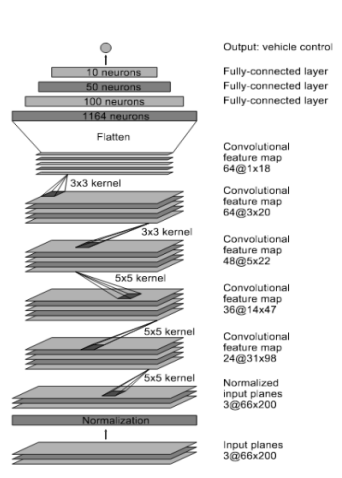 Output: vehicle control
10 neurons
Fully-connected layer
50 neurons
Fully-connected layer
100 neurons
Fully-connected layer
1164 neurons
Flatten
Convolutional
feature map
64@1x18
3x3 kernel
Convolutional
feature map
64@3x20
3x3 kernel
Convolutional
feature map
48@5x22
5x5 kernel
Convolutional
feature map
36@14x47
5x5 kernel
Convolutional
feature map
24@31x98
5x5 kernel
Normalized
input planes
3@66x200
Normalization
Input planes
3@66x200